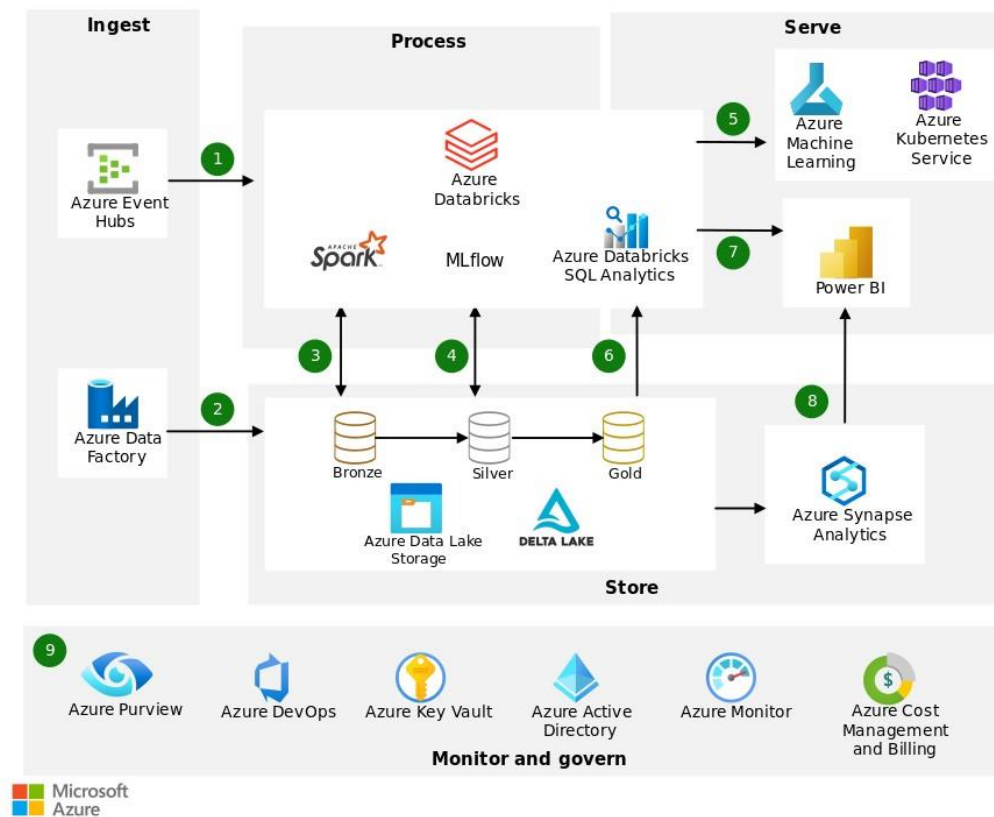 Ingest
Process
Serve
1
Azure Event
Hubs
Azure
Databricks
APACHE
Spark
MLflow
Azure Databricks
SQL Analytics
5
Azure
Machine
Learning
Azure
Kubernetes
Service
7
Power BI
3
4
6
8
2
Azure Data
Factory
Bronze
Silver
Gold
Azure Data Lake
Storage
DELTA LAKE
Azure Synapse
Analytics
Store
9
Azure Purview
Azure DevOps
Azure Key Vault
Azure Active
Directory
Azure Monitor
Azure Cost
Management
and Billing
Monitor and govern
Microsoft
Azure